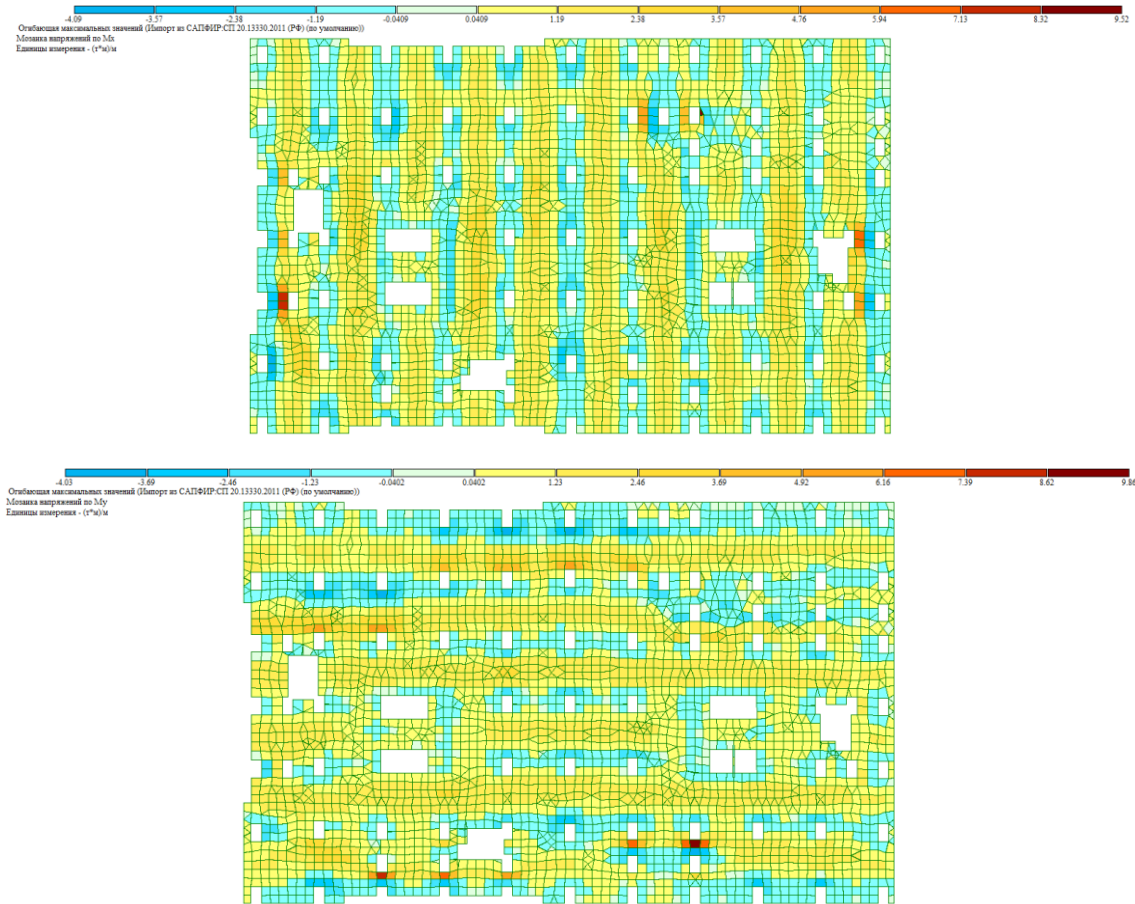 -4.09 -3.57 -2.38 -1.19 -0.0409 0.0409 1.19 2.38 3.57 4.76 5.94 7.13 8.32 9.52
Огибающая максимальных значений (Импорт из САПФИР:СП 20.13330.2011 (РФ) (по умолчанию))
Мозаика напряжений по Mx
Единицы измерения - (т*м)/м
-4.03 -3.69 -2.46 -1.23 -0.0402 0.0402 1.23 2.46 3.69 4.92 6.16 7.39 8.62 9.86
Огибающая максимальных значений (Импорт из САПФИР:СП 20.13330.2011 (РФ) (по умолчанию))
Мозаика напряжений по My
Единицы измерения - (т*м)/м